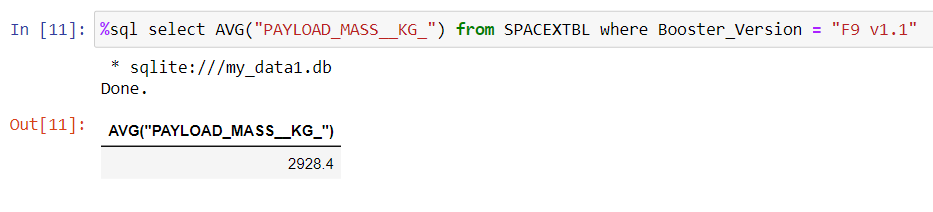 In [11]: %sql select AVG("PAYLOAD_MASS__KG_") from SPACEXTBL where Booster_Version = "F9 v1.1"
* sqlite:///my_data1.db
Done.
Out[11]:
AVG("PAYLOAD_MASS__KG_")
2928.4